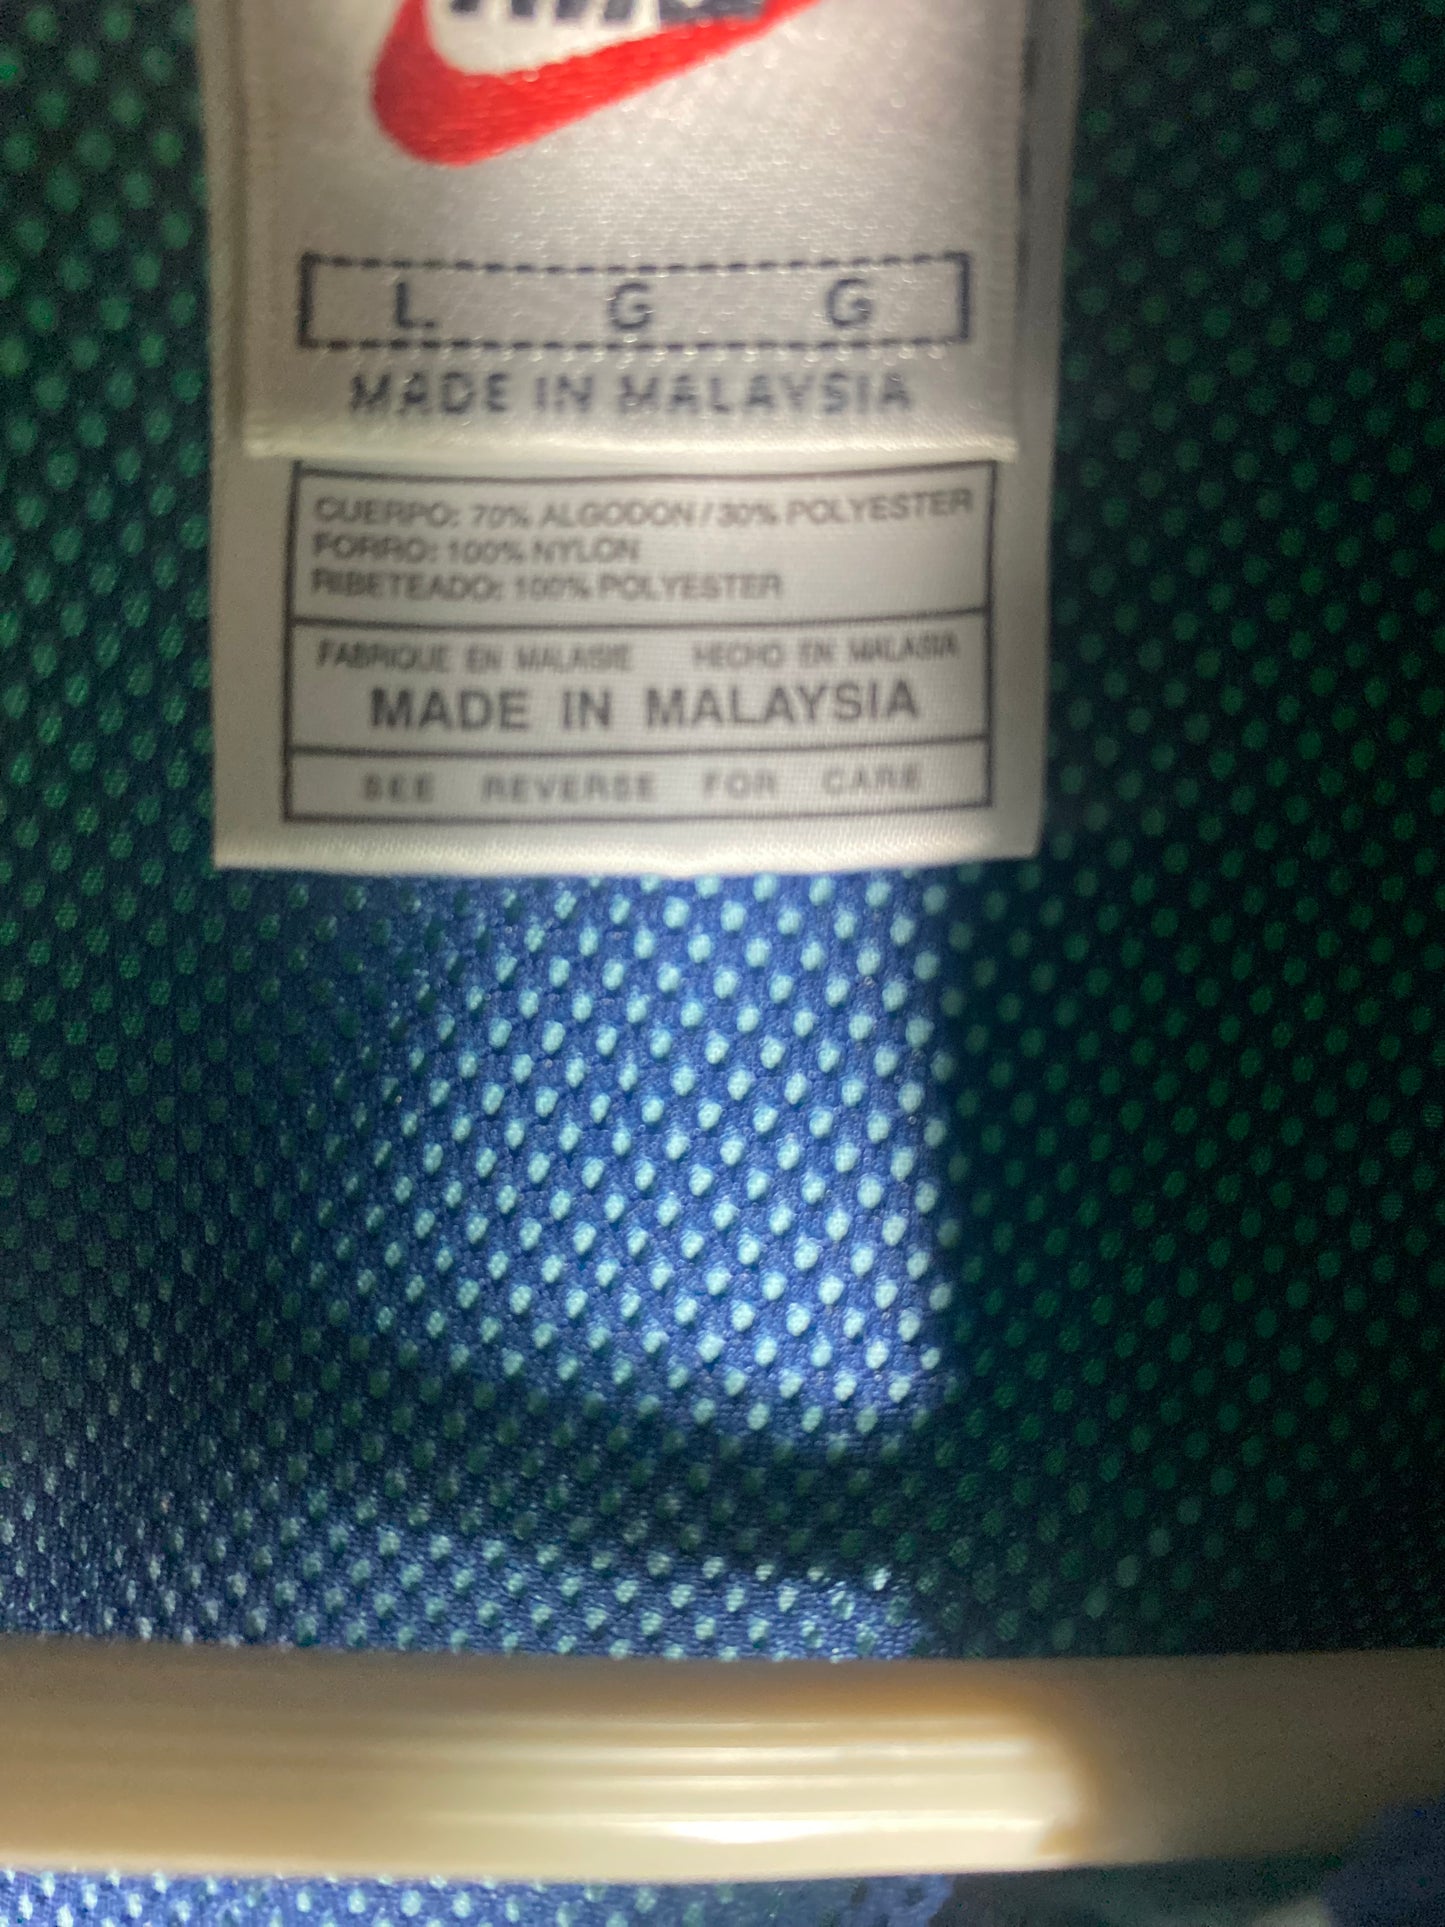 L G G
MADE IN MALAYSIA
CUERPO: 70% ALGODON / 30% POLYESTER
FORRO: 100% NYLON
RIBETEADO: 100% POLYESTER
FABRIQUE EN MALAISIE HECHO EN MALASIA
MADE IN MALAYSIA
SEE REVERSE FOR CARE